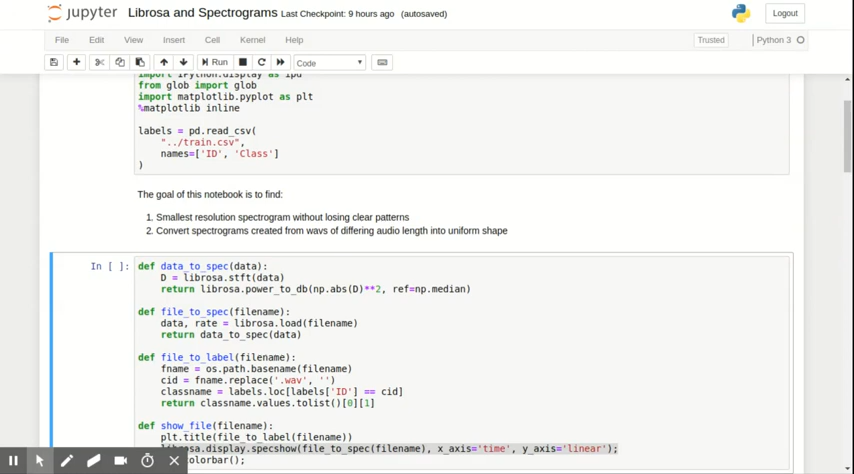 jupyter Librosa and Spectrograms Last Checkpoint: 9 hours ago (autosaved)
Logout
File Edit View Insert Cell Kernel Help
Trusted
Python 3
Run
Code
import IPython.display as ipd
from glob import glob
import matplotlib.pyplot as plt
%matplotlib inline
labels = pd.read_csv(
"../train.csv",
names=['ID', 'Class']
)
The goal of this notebook is to find:
1. Smallest resolution spectrogram without losing clear patterns
2. Convert spectrograms created from wavs of differing audio length into uniform shape
In [ ]:
def data_to_spec(data):
D = librosa.stft(data)
return librosa.power_to_db(np.abs(D)**2, ref=np.median)
def file_to_spec(filename):
data, rate = librosa.load(filename)
return data_to_spec(data)
def file_to_label(filename):
fname = os.path.basename(filename)
cid = fname.replace('.wav', '')
classname = labels.loc[labels['ID'] == cid]
return classname.values.tolist()[0][1]
def show_file(filename):
plt.title(file_to_label(filename))
librosa.display.specshow(file_to_spec(filename), x_axis='time', y_axis='linear');
colorbar();